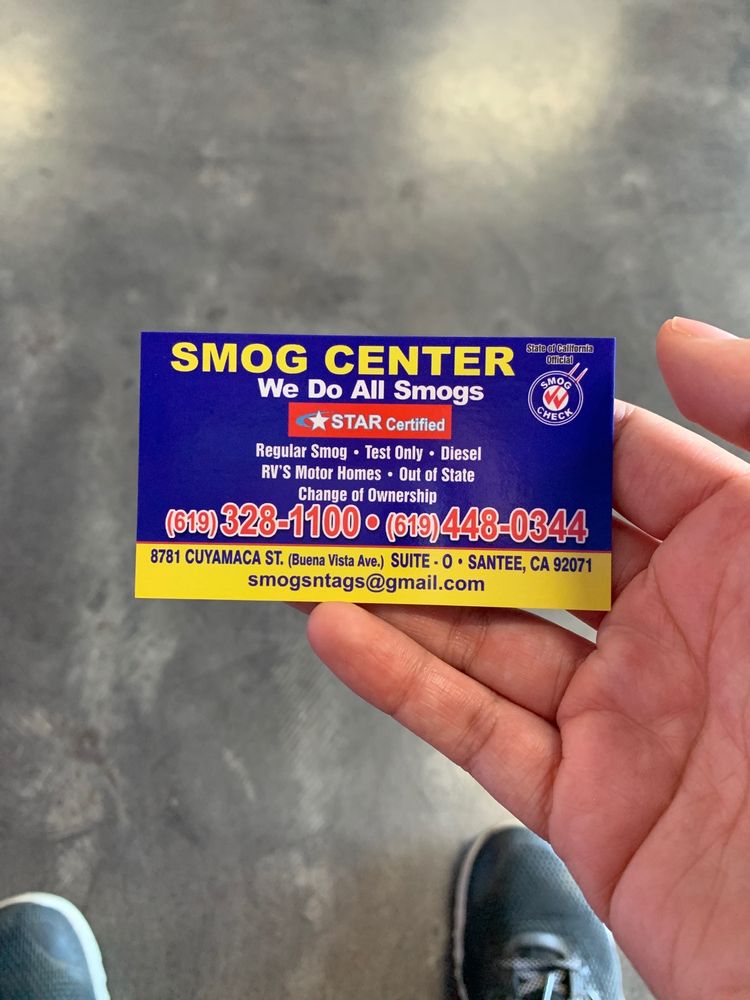 SMOG CENTER
State of California
Official
We Do All Smogs
SMOG
CHECK
STAR Certified
Regular Smog • Test Only • Diesel
RV'S Motor Homes • Out of State
Change of Ownership
(619) 328-1100 • (619) 448-0344
8781 CUYAMACA ST. (Buena Vista Ave.) SUITE - O • SANTEE, CA 92071
smogsntags@gmail.com